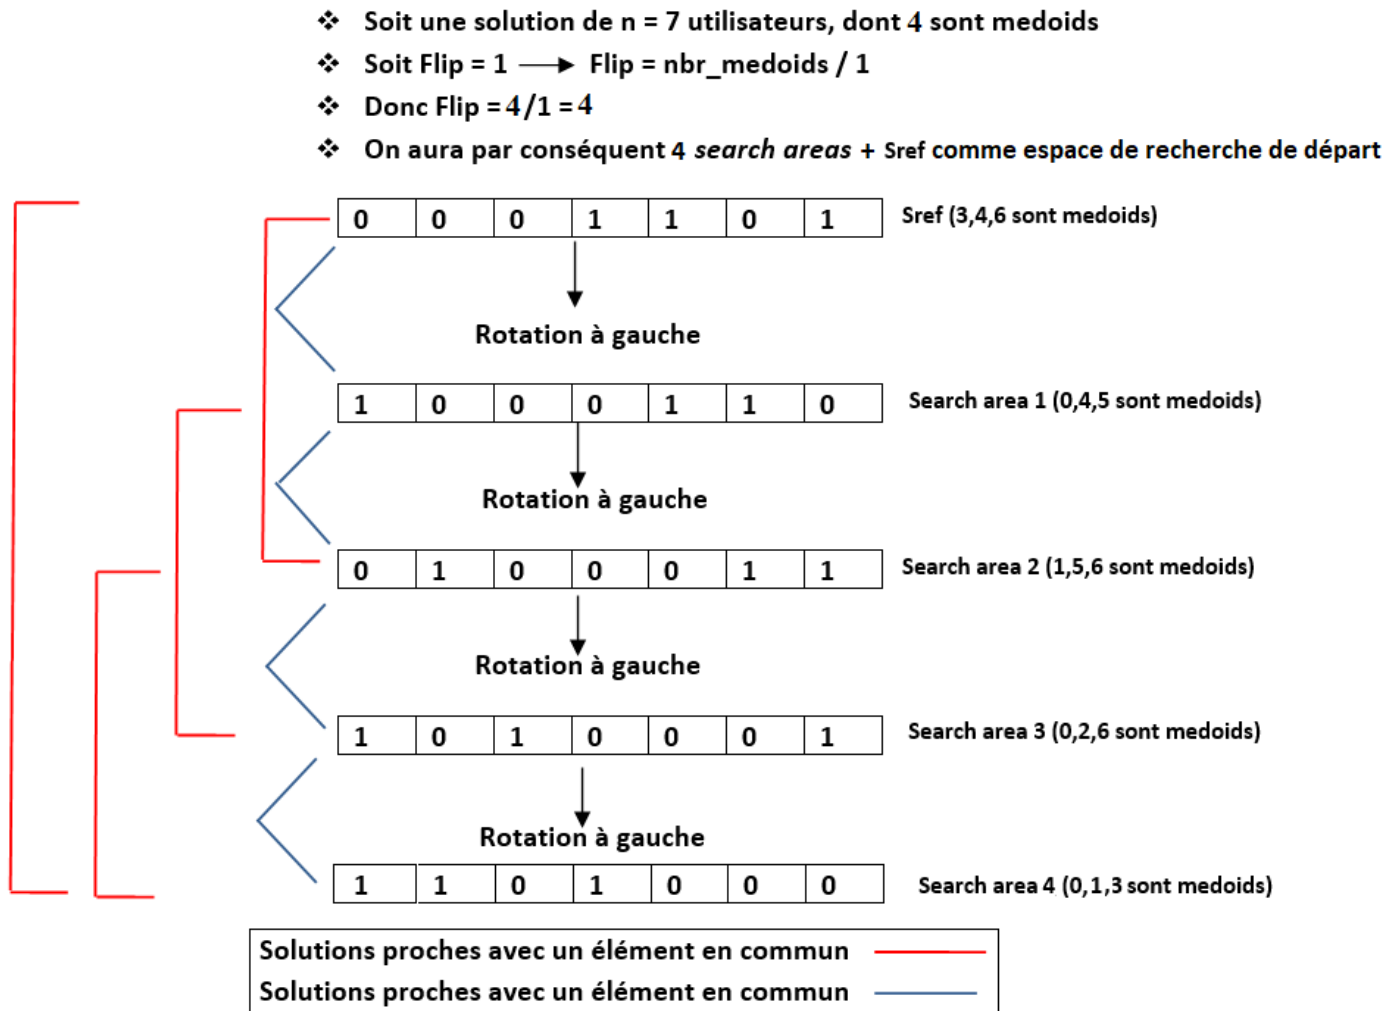 ❖ Soit une solution de n = 7 utilisateurs, dont 4 sont medoids
❖ Soit Flip = 1 → Flip = nbr_medoids / 1
❖ Donc Flip = 4/1 = 4
❖ On aura par conséquent 4 search areas + Sref comme espace de recherche de départ
0 0 0 1 1 0 1 Sref (3,4,6 sont medoids)
Rotation à gauche
1 0 0 0 1 1 0 Search area 1 (0,4,5 sont medoids)
Rotation à gauche
0 1 0 0 0 1 1 Search area 2 (1,5,6 sont medoids)
Rotation à gauche
1 0 1 0 0 0 1 Search area 3 (0,2,6 sont medoids)
Rotation à gauche
1 1 0 1 0 0 0 Search area 4 (0,1,3 sont medoids)
Solutions proches avec un élément en commun
Solutions proches avec un élément en commun